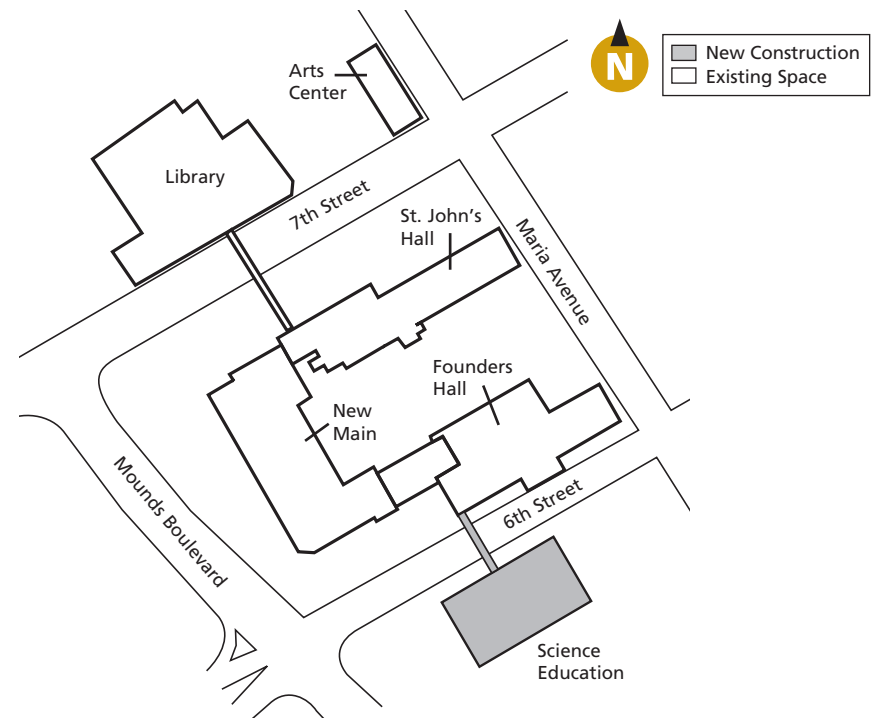 N
New Construction
Existing Space
Arts
Center
Library
7th Street
St. John's
Hall
Maria Avenue
Founders
Hall
New
Main
Mounds Boulevard
6th Street
Science
Education